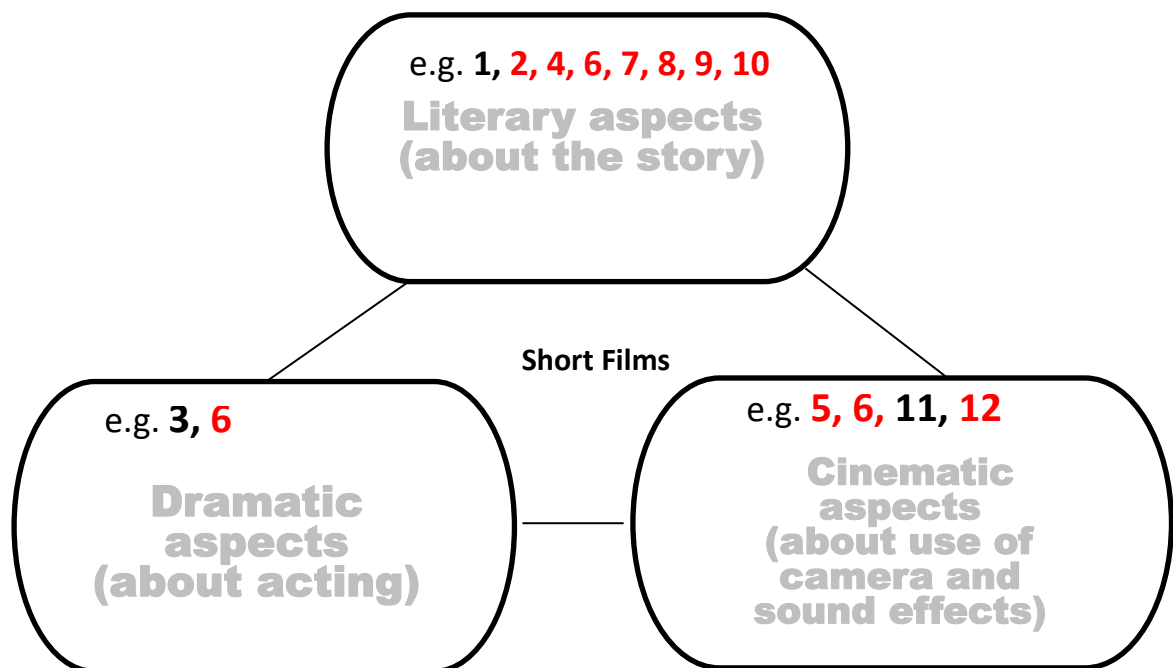 e.g. 1, 2, 4, 6, 7, 8, 9, 10
Literary aspects
(about the story)
Short Films
e.g. 3, 6
Dramatic
aspects
(about acting)
e.g. 5, 6, 11, 12
Cinematic
aspects
(about use of
camera and
sound effects)